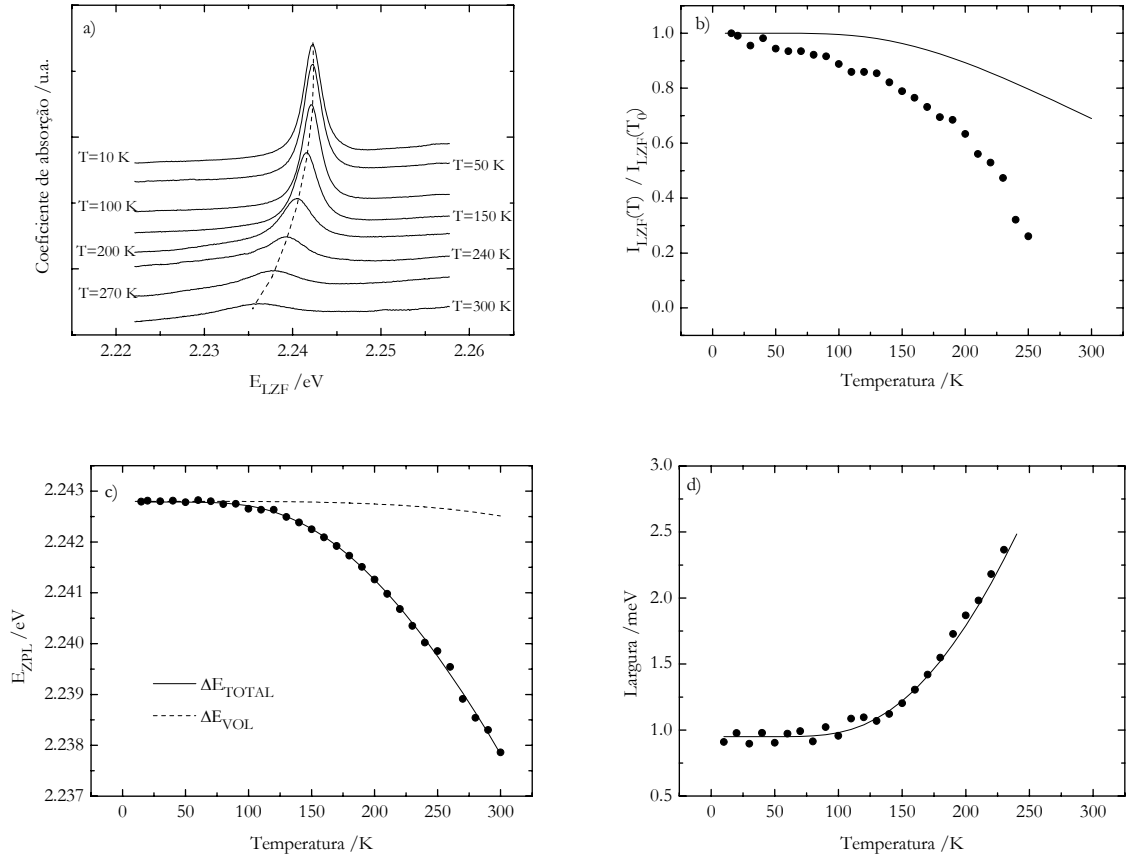 a)
Coeficiente de absorção /u.a.
T=10 K
T=50 K
T=100 K
T=150 K
T=200 K
T=240 K
T=270 K
T=300 K
2.22 2.23 2.24 2.25 2.26
E_LZF /eV
b)
I_LZF(T) / I_LZF(T_0)
1.0
0.8
0.6
0.4
0.2
0.0
0 50 100 150 200 250 300
Temperatura /K
c)
E_ZPL /eV
2.243
2.242
2.241
2.240
2.239
2.238
2.237
ΔE_TOTAL
ΔE_VOL
0 50 100 150 200 250 300
Temperatura /K
d)
Largura /meV
3.0
2.5
2.0
1.5
1.0
0.5
0 50 100 150 200 250 300
Temperatura /K